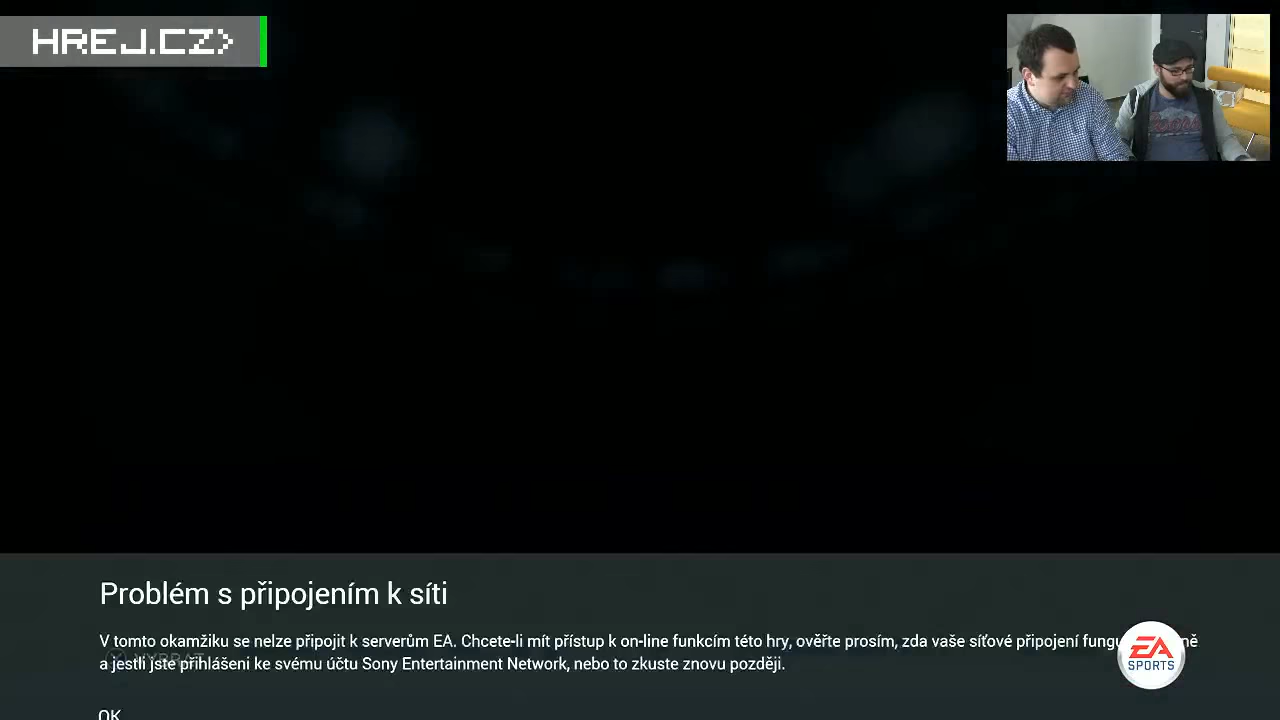 HREJ.CZ>
Problém s připojením k síti
V tomto okamžiku se nelze připojit k serverům EA. Chcete-li mít přístup k on-line funkcím této hry, ověřte prosím, zda vaše síťové připojení
a jestli jste přihlášeni ke svému účtu Sony Entertainment Network, nebo to zkuste znovu později.
VYBRAT
EA
SPORTS
OK